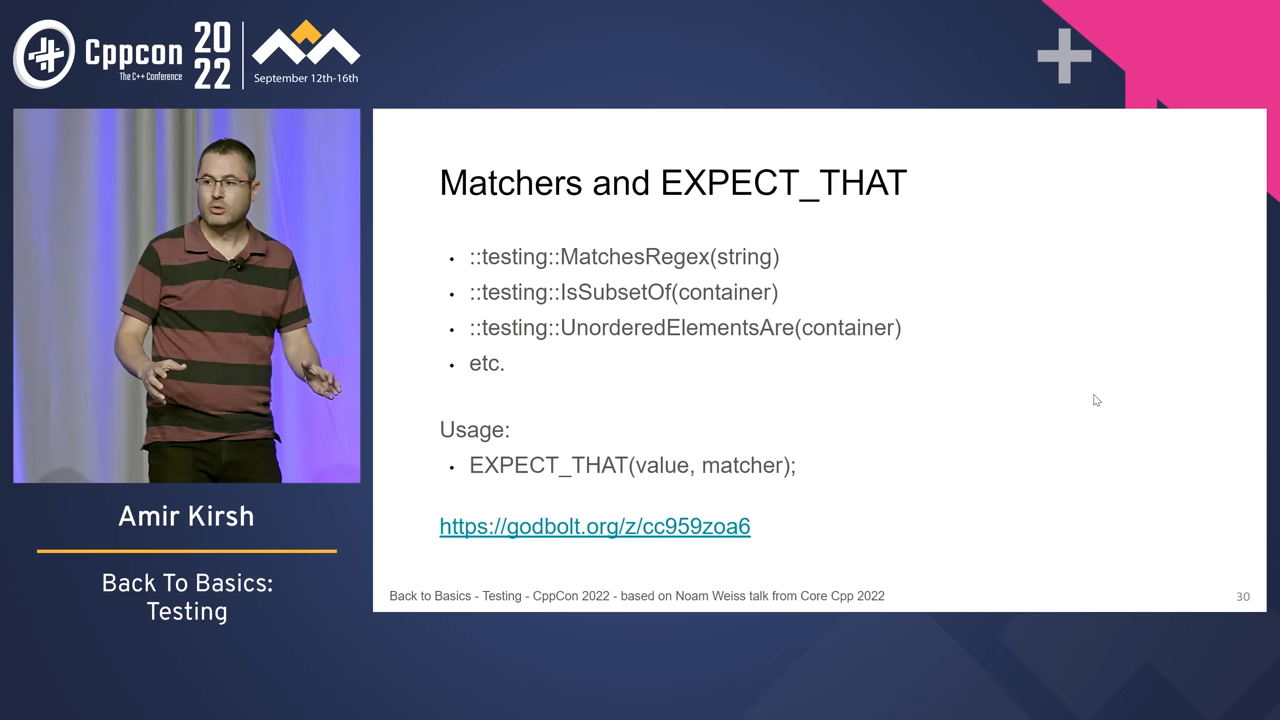 Cppcon
The C++ Conference
20
22
September 12th-16th
Matchers and EXPECT_THAT
• ::testing::MatchesRegex(string)
• ::testing::IsSubsetOf(container)
• ::testing::UnorderedElementsAre(container)
• etc.
Usage:
• EXPECT_THAT(value, matcher);
https://godbolt.org/z/cc959zoa6
Back to Basics - Testing - CppCon 2022 - based on Noam Weiss talk from Core Cpp 2022
30
Amir Kirsh
Back To Basics:
Testing